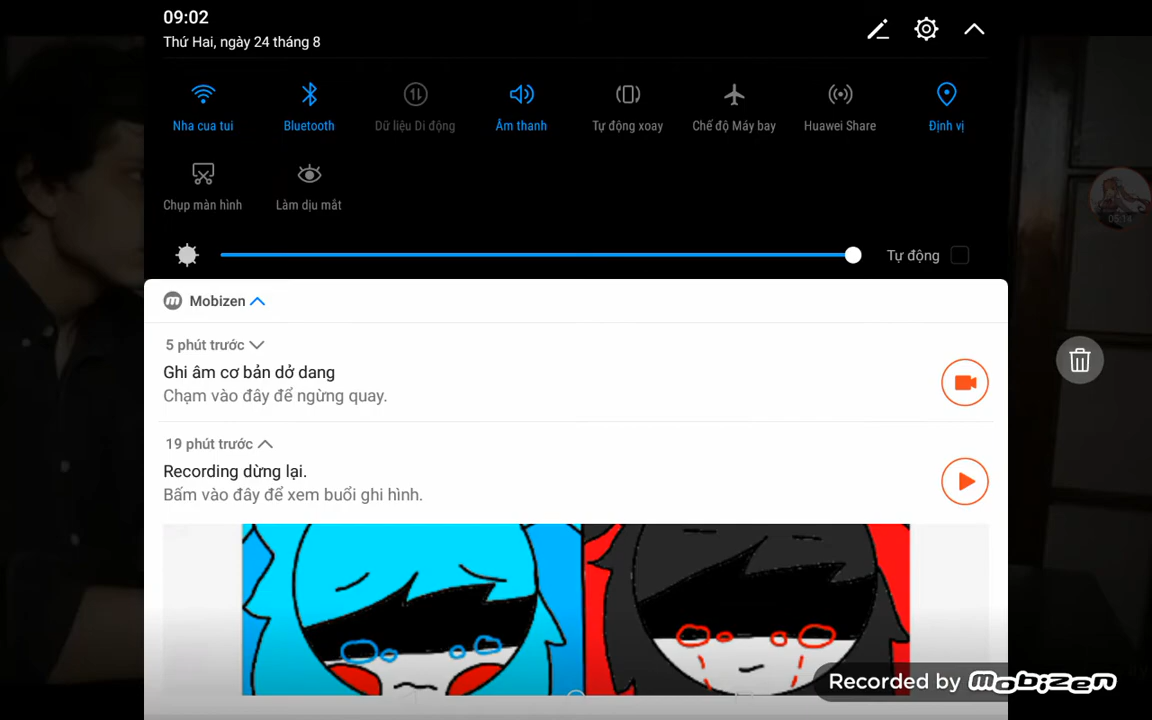 09:02
Thứ Hai, ngày 24 tháng 8
Nha cua tui
Bluetooth
Dữ liệu Di động
Âm thanh
Tự động xoay
Chế độ Máy bay
Huawei Share
Định vị
Chụp màn hình
Làm dịu mắt
Tự động
Mobizen
5 phút trước
Ghi âm cơ bản dở dang
Chạm vào đây để ngừng quay.
05:14
19 phút trước
Recording dừng lại.
Bấm vào đây để xem buổi ghi hình.
Recorded by mobizen